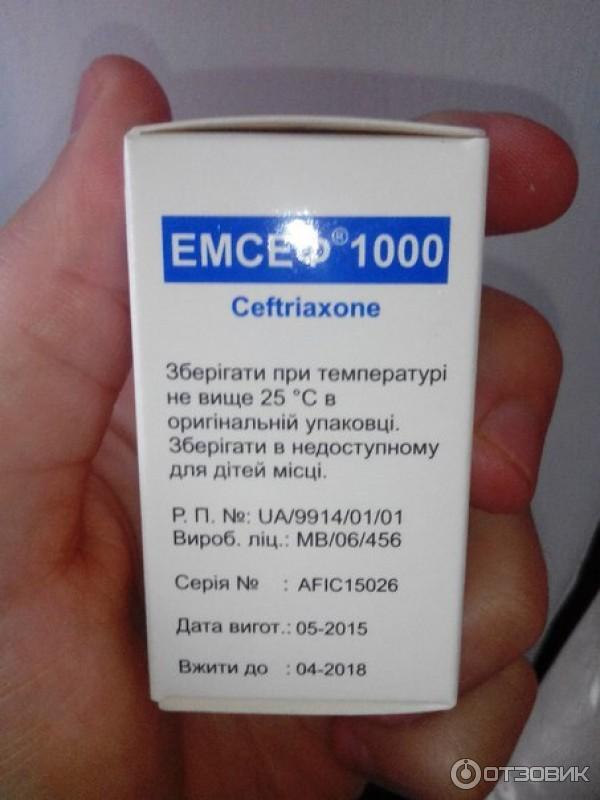 ЕМСЕФ® 1000
Ceftriaxone
Зберігати при температурі
не вище 25 °C в
оригінальній упаковці.
Зберігати в недоступному
для дітей місці.
Р. П. №: UA/9914/01/01
Вироб. ліц.: MB/06/456
Серія № : AFIC15026
Дата вигот.: 05-2015
Вжити до : 04-2018
ОТЗОВИК